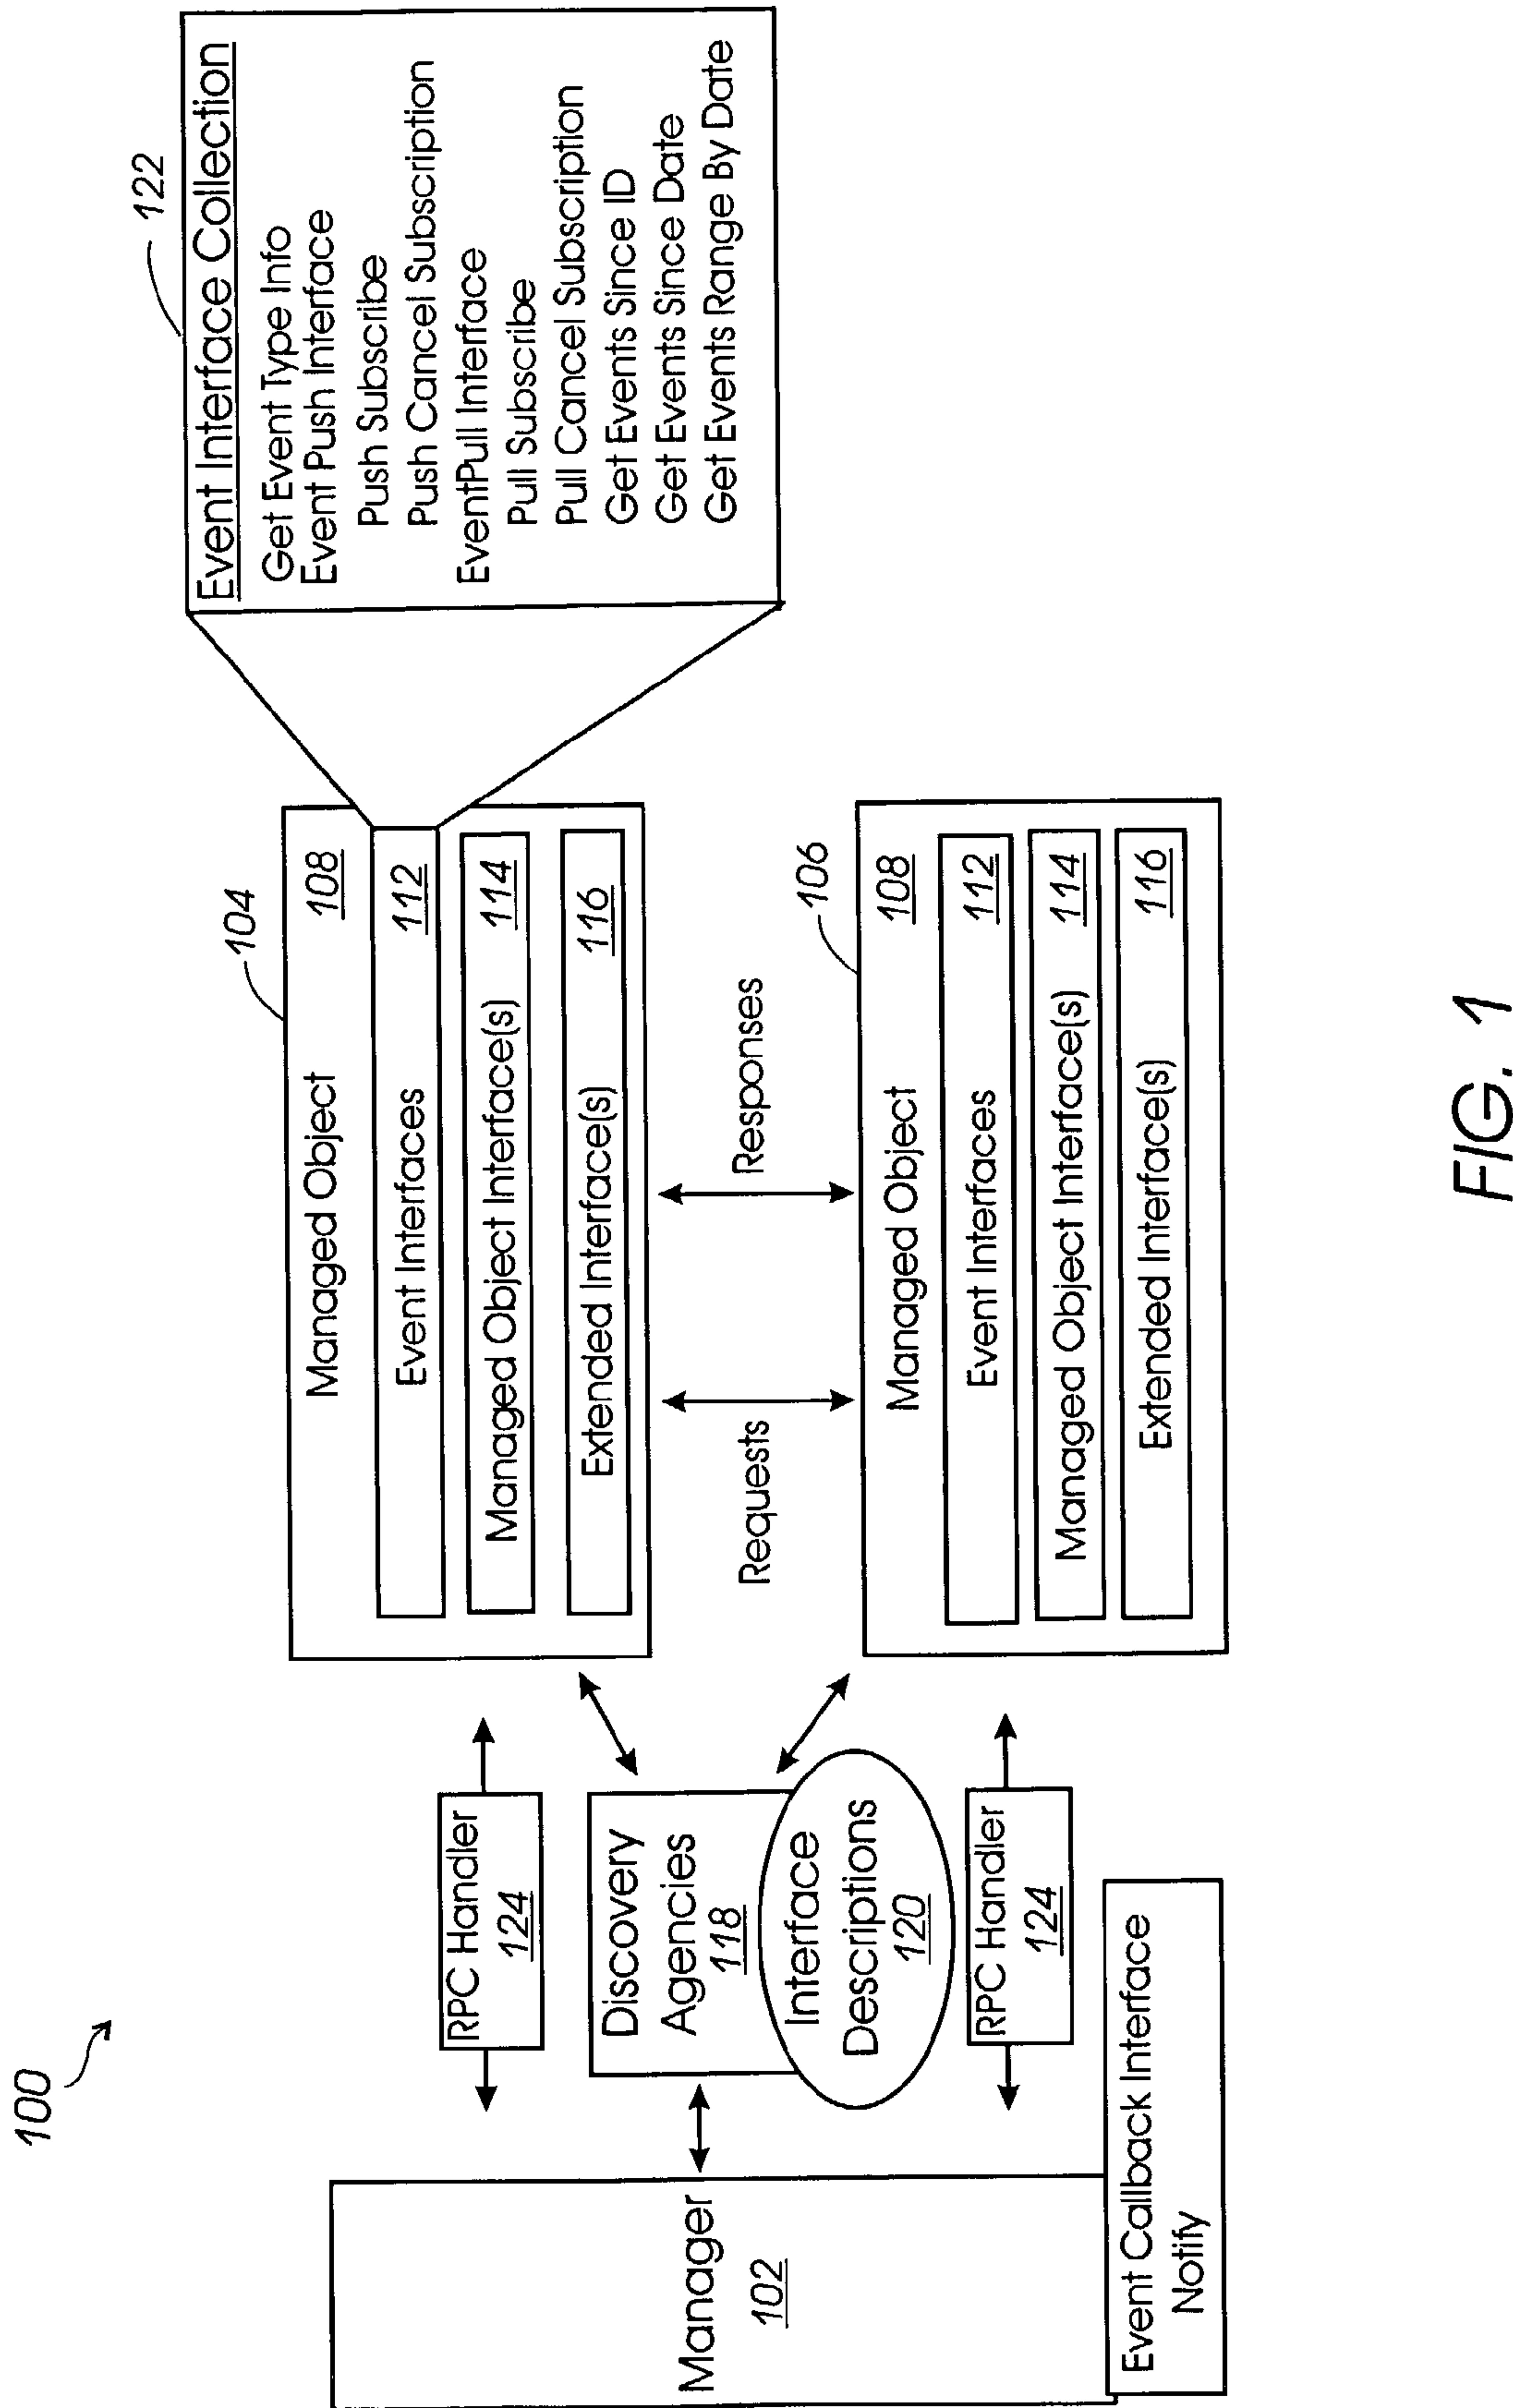 100
Manager
102
Event Callback Interface
Notify
RPC Handler
124
Discovery
Agencies
118
Interface
Descriptions
120
RPC Handler
124
104
Managed Object 108
Event Interfaces 112
Managed Object Interface(s) 114
Extended Interface(s) 116
Requests
Responses
106
Managed Object 108
Event Interfaces 112
Managed Object Interface(s) 114
Extended Interface(s) 116
122
Event Interface Collection
Get Event Type Info
Event Push Interface
Push Subscribe
Push Cancel Subscription
EventPull Interface
Pull Subscribe
Pull Cancel Subscription
Get Events Since ID
Get Events Since Date
Get Events Range By Date
FIG. 1